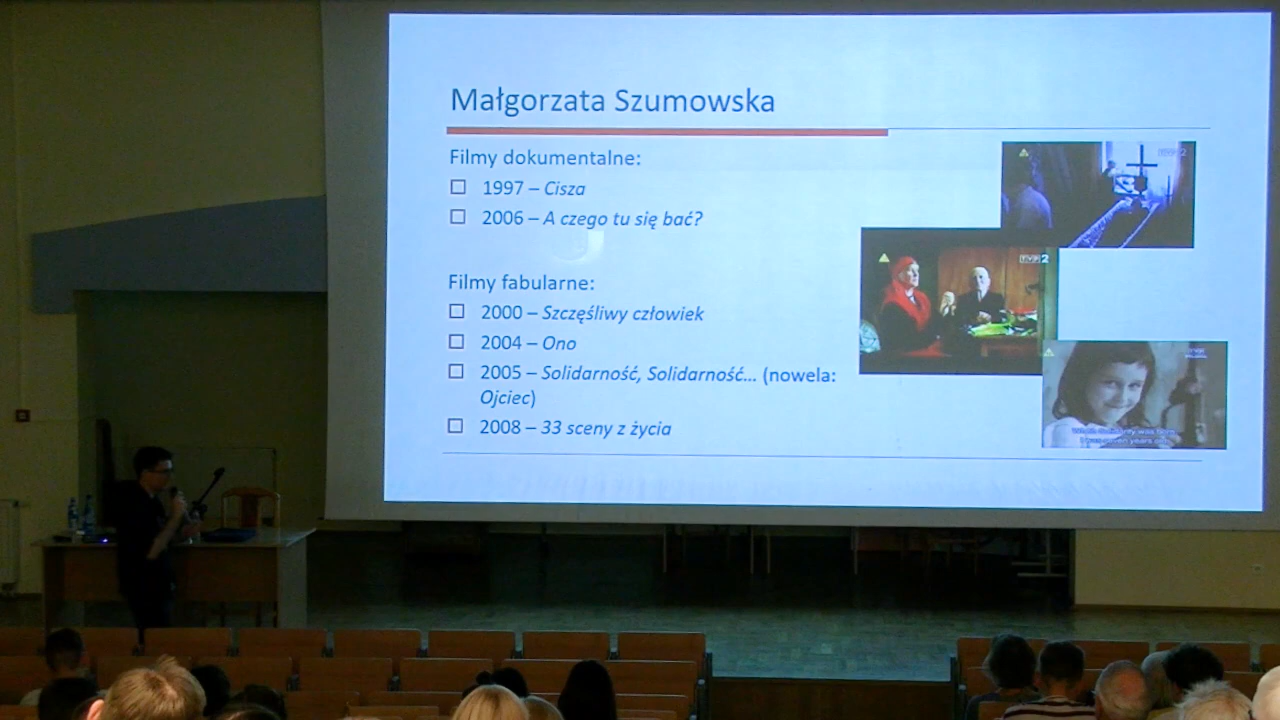 Małgorzata Szumowska
Filmy dokumentalne:
1997 – Cisza
2006 – A czego tu się bać?
Filmy fabularne:
2000 – Szczęśliwy człowiek
2004 – Ono
2005 – Solidarność, Solidarność... (nowela:
Ojciec)
2008 – 33 sceny z życia